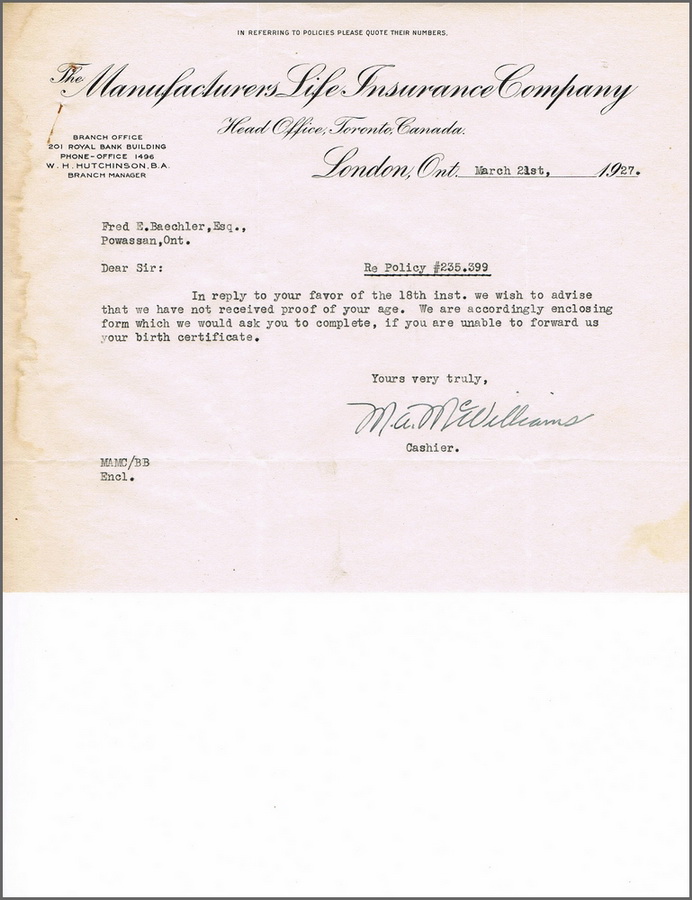 IN REFERRING TO POLICIES PLEASE QUOTE THEIR NUMBERS.
The Manufacturers Life Insurance Company
Head Office, Toronto, Canada.
BRANCH OFFICE
201 ROYAL BANK BUILDING
PHONE-OFFICE 1496
W. H. HUTCHINSON, B.A.
BRANCH MANAGER
London, Ont. March 21st, 1927.
Fred E.Baechler,Esq.,
Powassan,Ont.
Dear Sir: Re Policy #235.399
In reply to your favor of the 18th inst. we wish to advise
that we have not received proof of your age. We are accordingly enclosing
form which we would ask you to complete, if you are unable to forward us
your birth certificate.
Yours very truly,
M.A. McWilliams
Cashier.
MAMC/BB
Encl.